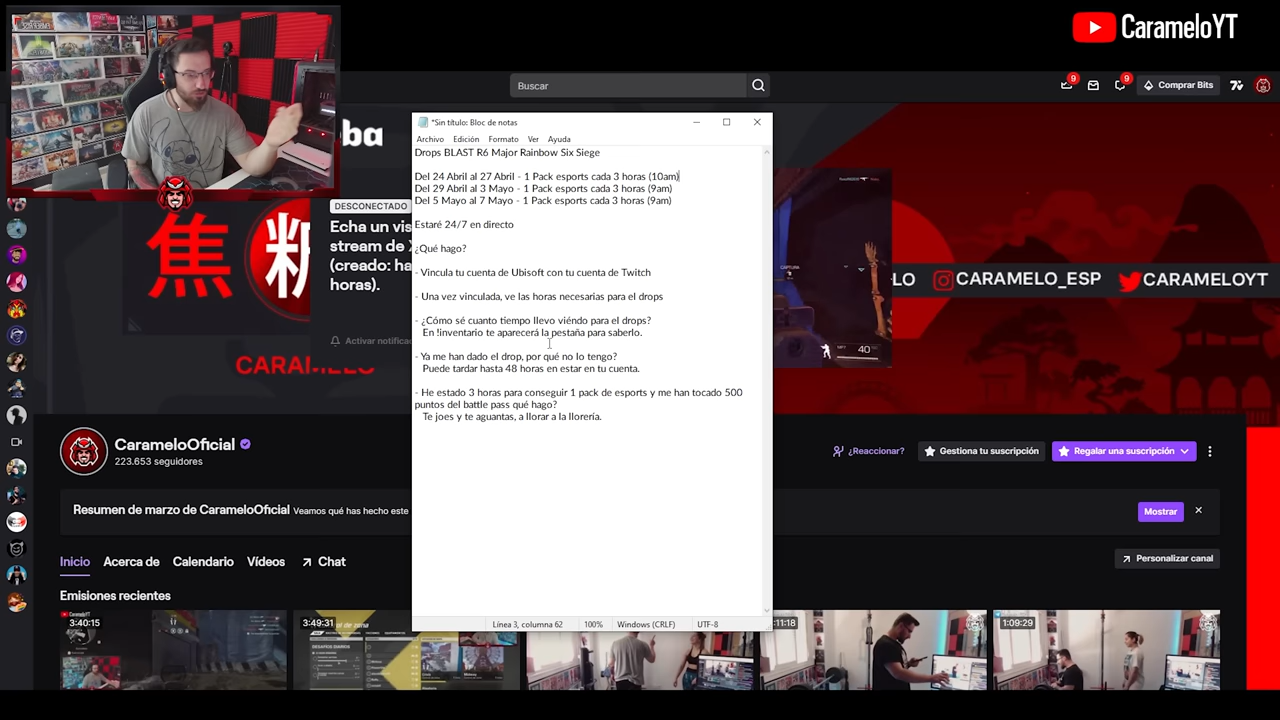 CarameloYT
Buscar
9
9
Comprar Bits
ba
*Sin título: Bloc de notas
Archivo Edición Formato Ver Ayuda
Drops BLAST R6 Major Rainbow Six Siege
Del 24 Abril al 27 Abril - 1 Pack esports cada 3 horas (10am)
Del 29 Abril al 3 Mayo - 1 Pack esports cada 3 horas (9am)
Del 5 Mayo al 7 Mayo - 1 Pack esports cada 3 horas (9am)
Estaré 24/7 en directo
¿Qué hago?
- Vincula tu cuenta de Ubisoft con tu cuenta de Twitch
- Una vez vinculada, ve las horas necesarias para el drops
- ¿Cómo sé cuanto tiempo llevo viéndo para el drops?
En !inventario te aparecerá la pestaña para saberlo.
- Ya me han dado el drop, por qué no lo tengo?
Puede tardar hasta 48 horas en estar en tu cuenta.
- He estado 3 horas para conseguir 1 pack de esports y me han tocado 500
puntos del battle pass qué hago?
Te joes y te aguantas, a llorar a la llorería.
Línea 3, columna 62 100% Windows (CRLF) UTF-8
DESCONECTADO
Echa un vis
stream de X
(creado: ha
horas).
Activar notificac
焦
糖
CARAMEL
CAPTURA
40
LO
CARAMELO_ESP
CARAMELOYT
CarameloOficial
223.653 seguidores
¿Reaccionar?
Gestiona tu suscripción
Regalar una suscripción
Resumen de marzo de CarameloOficial Veamos qué has hecho este
Mostrar
Inicio Acerca de Calendario Vídeos Chat
Personalizar canal
Emisiones recientes
3:40:15
3:49:31
:11:18
1:09:29